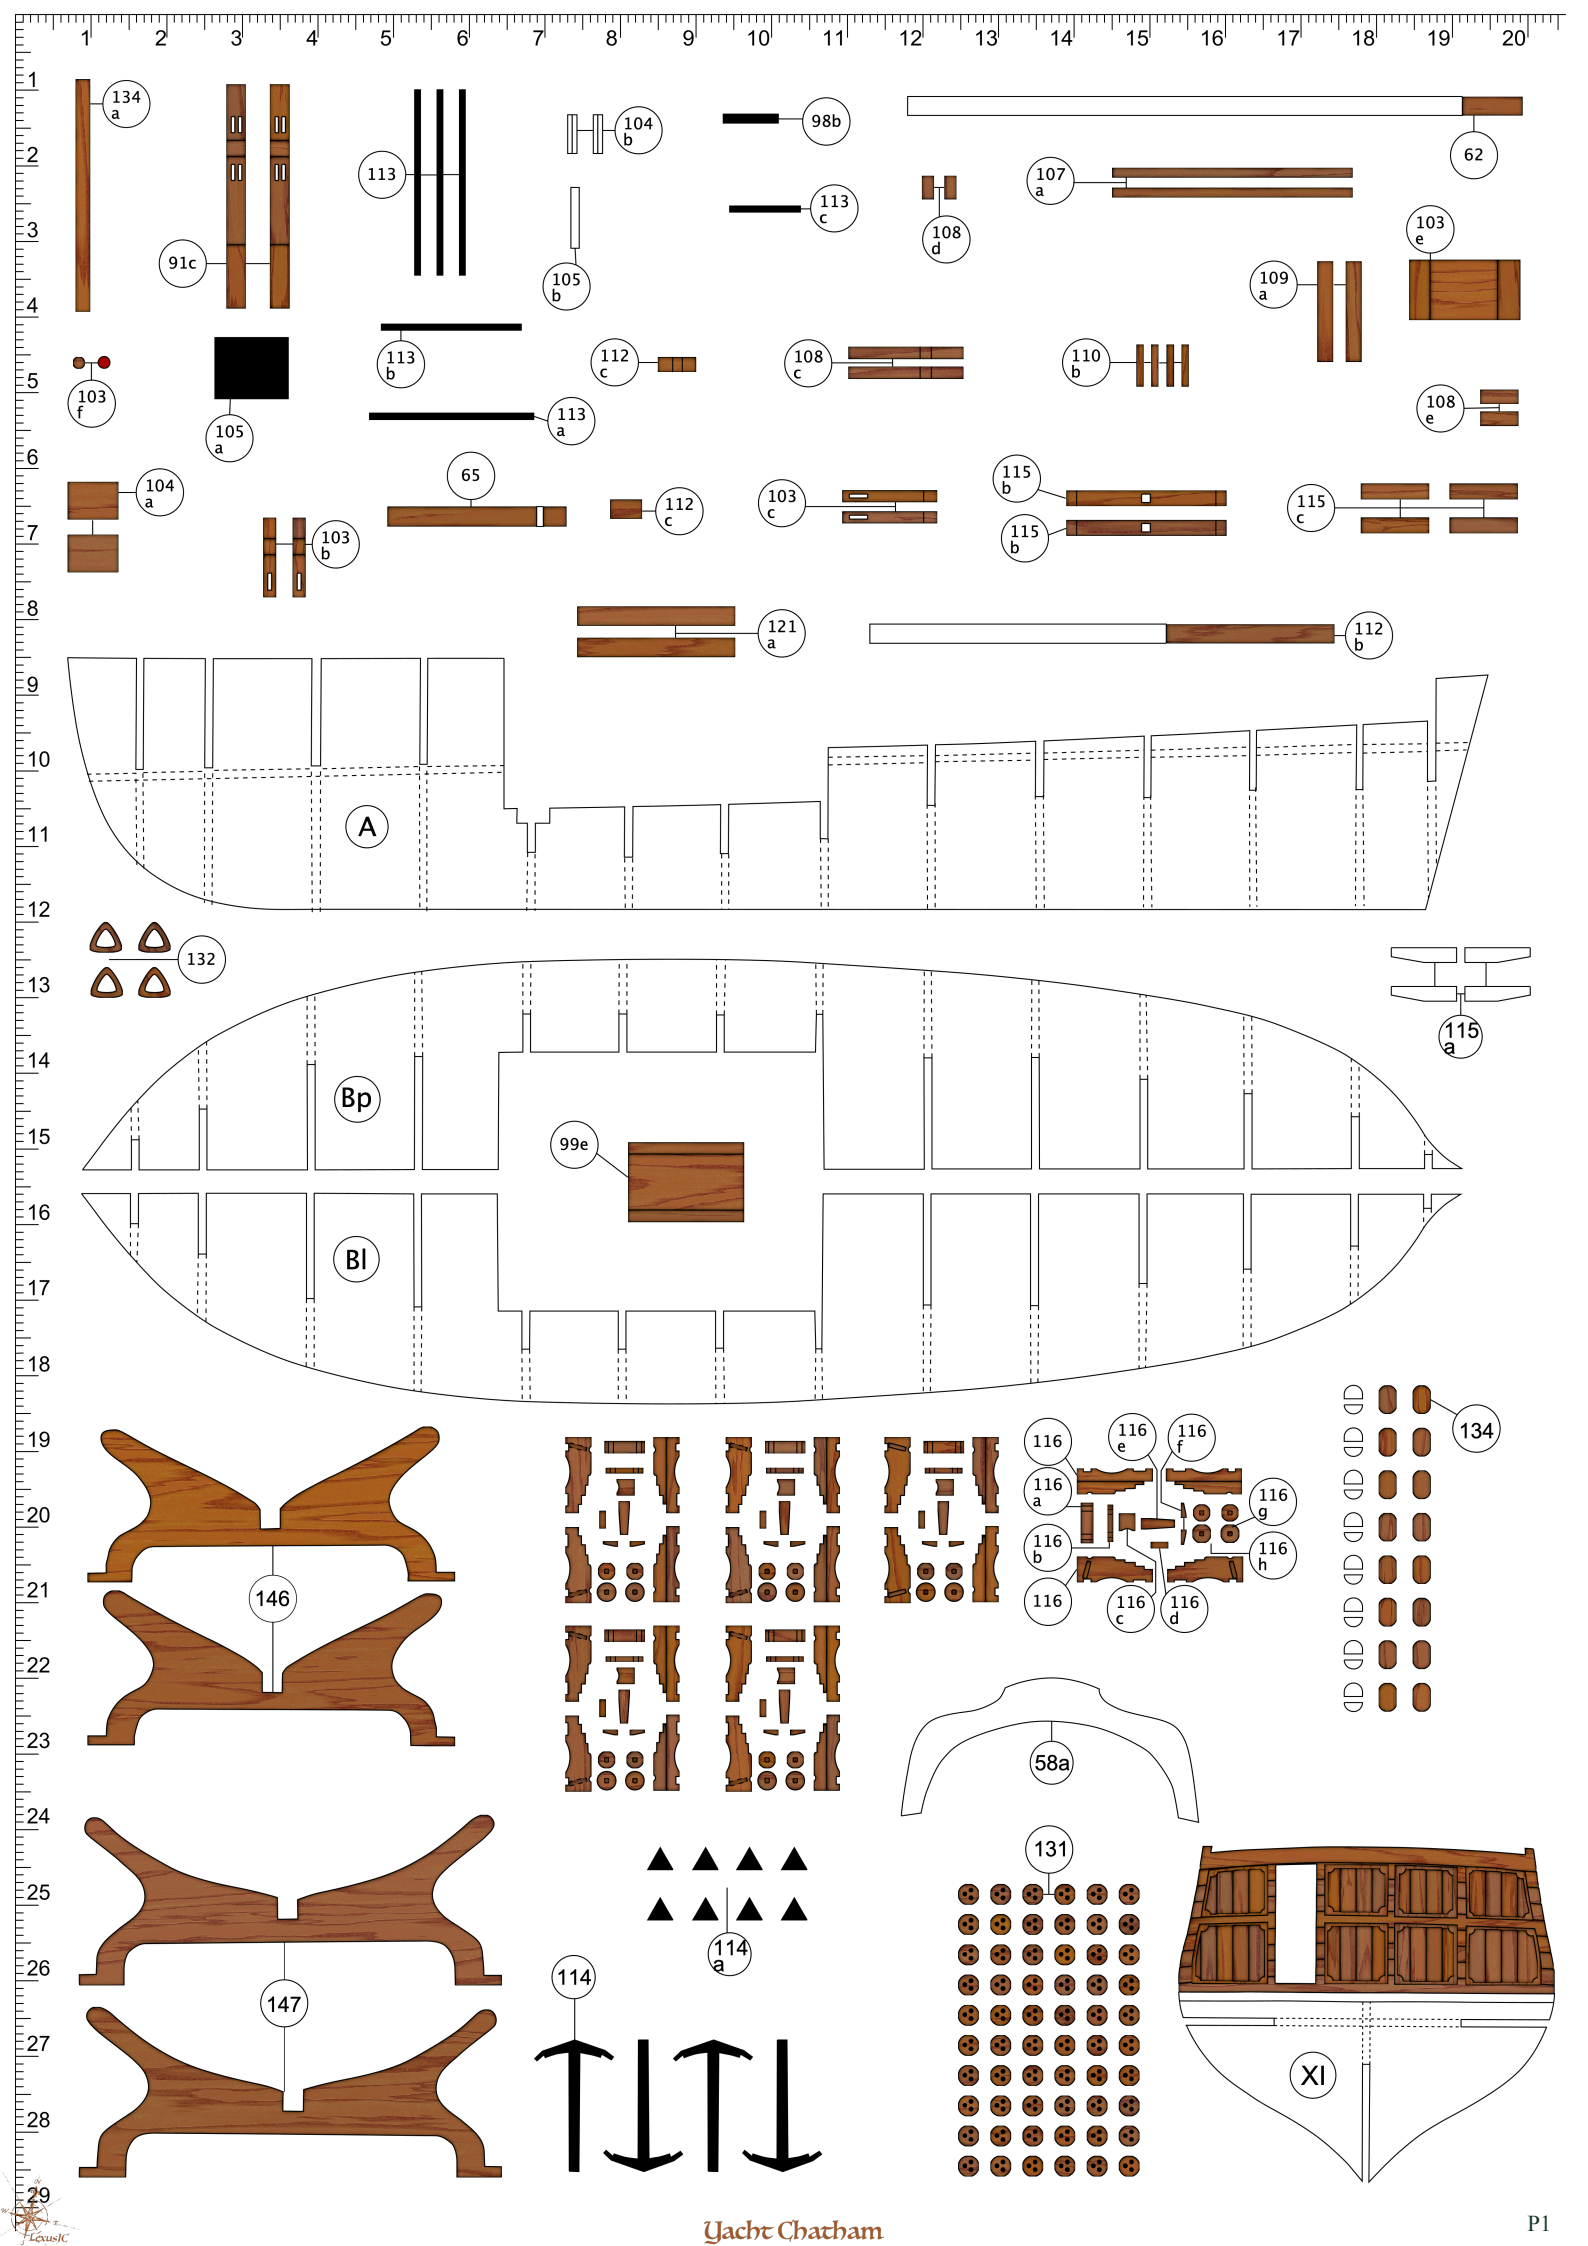 1 2 3 4 5 6 7 8 9 10 11 12 13 14 15 16 17 18 19 20
1
134
a
104
b
98b
62
2
113
107
a
113
c
3
108
d
103
e
91c
105
b
109
a
4
113
b
112
c
108
c
110
b
5
103
f
105
a
113
a
108
e
6
65
104
a
112
c
103
c
115
b
115
c
7
103
b
115
b
8
121
a
112
b
9
10
A
11
12
132
13
115
a
14
Bp
15
99e
16
Bl
17
18
134
19
116
116
e
116
f
116
a
116
g
20
116
b
116
h
21
146
116
116
c
116
d
22
23
58a
24
131
25
114
a
26
114
147
27
XI
28
29
N
W
E
LexusJC
Yacht Chatham
P1